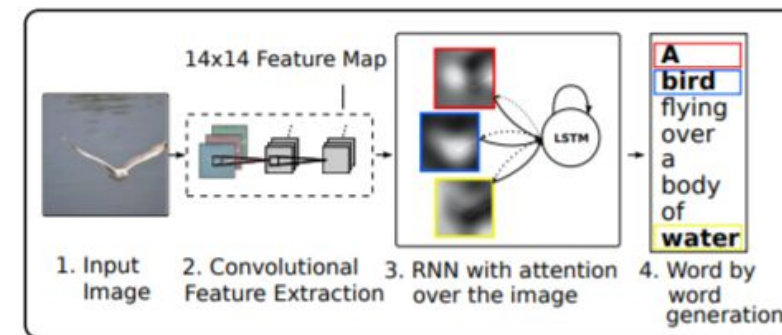 14x14 Feature Map
LSTM
A
bird
flying
over
a
body
of
water
1. Input
Image
2. Convolutional
Feature Extraction
3. RNN with attention
over the image
4. Word by
word
generation